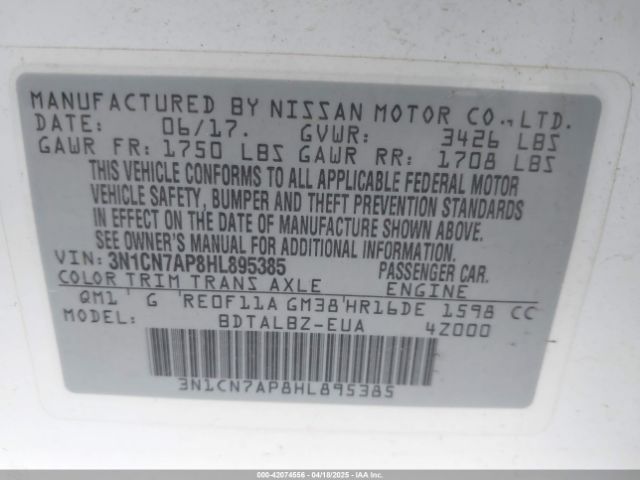 MANUFACTURED BY NISSAN MOTOR CO.,LTD.
DATE: 06/17. GVWR: 3426 LBS
GAWR FR: 1750 LBS GAWR RR: 1708 LBS
THIS VEHICLE CONFORMS TO ALL APPLICABLE FEDERAL MOTOR
VEHICLE SAFETY, BUMPER AND THEFT PREVENTION STANDARDS
IN EFFECT ON THE DATE OF MANUFACTURE SHOWN ABOVE.
SEE OWNER'S MANUAL FOR ADDITIONAL INFORMATION
VIN: 3N1CN7AP8HL895385 PASSENGER CAR.
COLOR TRIM TRANS AXLE ENGINE
QM1 G RE0F11A GM38 HR16DE 1598 CC
MODEL: BDTALBZ-EUA 4Z000
3N1CN7AP8HL895385
000-42074556 - 04/18/2025 - IAAI.COM